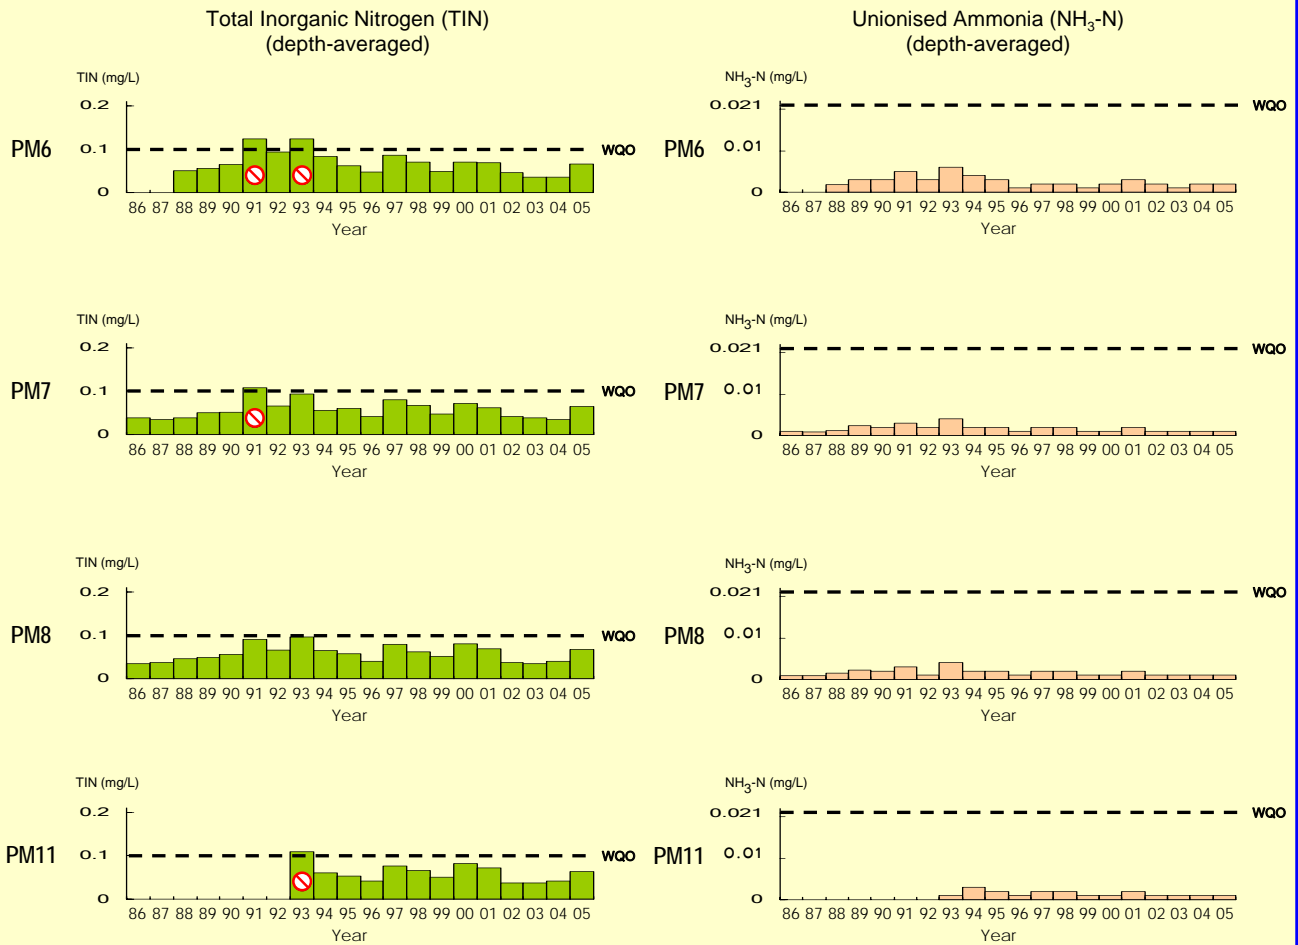 Total Inorganic Nitrogen (TIN)
(depth-averaged)
Unionised Ammonia (NH3-N)
(depth-averaged)
TIN (mg/L)
0.2
0.1
0
PM6
WQO
86 87 88 89 90 91 92 93 94 95 96 97 98 99 00 01 02 03 04 05
Year
NH3-N (mg/L)
0.021
0.01
0
PM6
WQO
86 87 88 89 90 91 92 93 94 95 96 97 98 99 00 01 02 03 04 05
Year
TIN (mg/L)
0.2
0.1
0
PM7
WQO
86 87 88 89 90 91 92 93 94 95 96 97 98 99 00 01 02 03 04 05
Year
NH3-N (mg/L)
0.021
0.01
0
PM7
WQO
86 87 88 89 90 91 92 93 94 95 96 97 98 99 00 01 02 03 04 05
Year
TIN (mg/L)
0.2
0.1
0
PM8
WQO
86 87 88 89 90 91 92 93 94 95 96 97 98 99 00 01 02 03 04 05
Year
NH3-N (mg/L)
0.021
0.01
0
PM8
WQO
86 87 88 89 90 91 92 93 94 95 96 97 98 99 00 01 02 03 04 05
Year
TIN (mg/L)
0.2
0.1
0
PM11
WQO
86 87 88 89 90 91 92 93 94 95 96 97 98 99 00 01 02 03 04 05
Year
NH3-N (mg/L)
0.021
0.01
0
PM11
WQO
86 87 88 89 90 91 92 93 94 95 96 97 98 99 00 01 02 03 04 05
Year